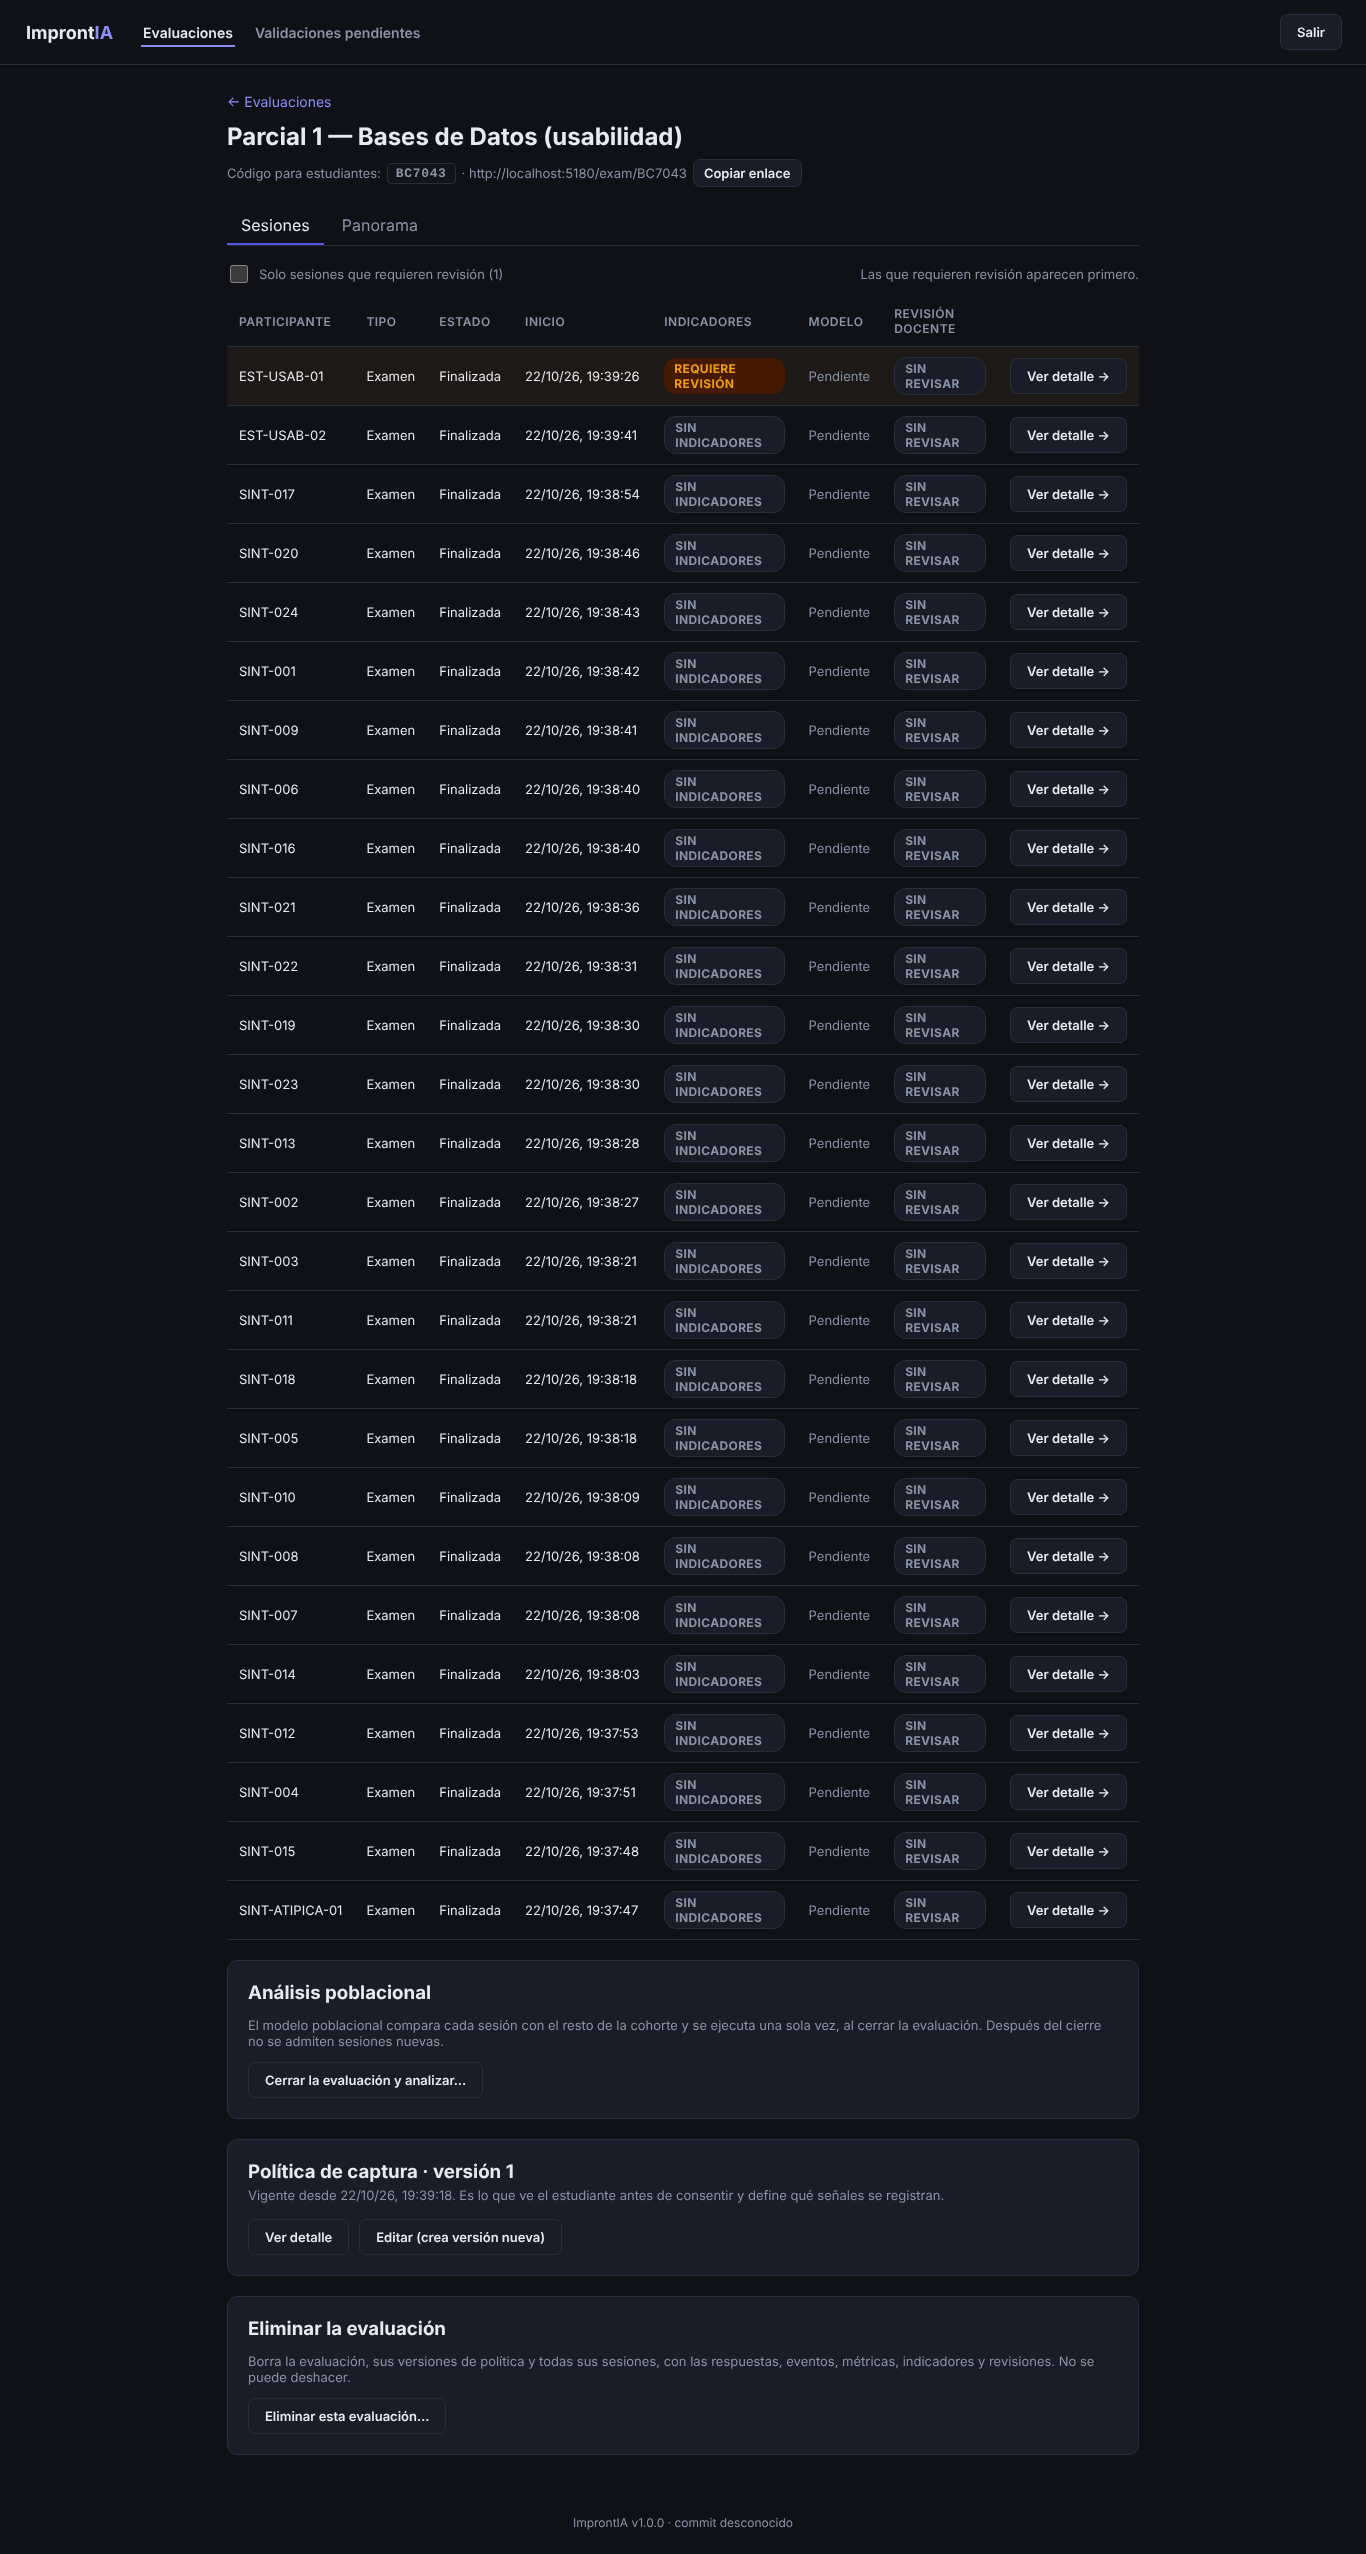 ImprontIA
Evaluaciones
Validaciones pendientes
Salir
← Evaluaciones
Parcial 1 — Bases de Datos (usabilidad)
Código para estudiantes: BC7043 · http://localhost:5180/exam/BC7043 Copiar enlace
Sesiones
Panorama
Solo sesiones que requieren revisión (1)
Las que requieren revisión aparecen primero.
PARTICIPANTE TIPO ESTADO INICIO INDICADORES MODELO REVISIÓN DOCENTE
EST-USAB-01 Examen Finalizada 22/10/26, 19:39:26 REQUIERE REVISIÓN Pendiente SIN REVISAR Ver detalle →
EST-USAB-02 Examen Finalizada 22/10/26, 19:39:41 SIN INDICADORES Pendiente SIN REVISAR Ver detalle →
SINT-017 Examen Finalizada 22/10/26, 19:38:54 SIN INDICADORES Pendiente SIN REVISAR Ver detalle →
SINT-020 Examen Finalizada 22/10/26, 19:38:46 SIN INDICADORES Pendiente SIN REVISAR Ver detalle →
SINT-024 Examen Finalizada 22/10/26, 19:38:43 SIN INDICADORES Pendiente SIN REVISAR Ver detalle →
SINT-001 Examen Finalizada 22/10/26, 19:38:42 SIN INDICADORES Pendiente SIN REVISAR Ver detalle →
SINT-009 Examen Finalizada 22/10/26, 19:38:41 SIN INDICADORES Pendiente SIN REVISAR Ver detalle →
SINT-006 Examen Finalizada 22/10/26, 19:38:40 SIN INDICADORES Pendiente SIN REVISAR Ver detalle →
SINT-016 Examen Finalizada 22/10/26, 19:38:40 SIN INDICADORES Pendiente SIN REVISAR Ver detalle →
SINT-021 Examen Finalizada 22/10/26, 19:38:36 SIN INDICADORES Pendiente SIN REVISAR Ver detalle →
SINT-022 Examen Finalizada 22/10/26, 19:38:31 SIN INDICADORES Pendiente SIN REVISAR Ver detalle →
SINT-019 Examen Finalizada 22/10/26, 19:38:30 SIN INDICADORES Pendiente SIN REVISAR Ver detalle →
SINT-023 Examen Finalizada 22/10/26, 19:38:30 SIN INDICADORES Pendiente SIN REVISAR Ver detalle →
SINT-013 Examen Finalizada 22/10/26, 19:38:28 SIN INDICADORES Pendiente SIN REVISAR Ver detalle →
SINT-002 Examen Finalizada 22/10/26, 19:38:27 SIN INDICADORES Pendiente SIN REVISAR Ver detalle →
SINT-003 Examen Finalizada 22/10/26, 19:38:21 SIN INDICADORES Pendiente SIN REVISAR Ver detalle →
SINT-011 Examen Finalizada 22/10/26, 19:38:21 SIN INDICADORES Pendiente SIN REVISAR Ver detalle →
SINT-018 Examen Finalizada 22/10/26, 19:38:18 SIN INDICADORES Pendiente SIN REVISAR Ver detalle →
SINT-005 Examen Finalizada 22/10/26, 19:38:18 SIN INDICADORES Pendiente SIN REVISAR Ver detalle →
SINT-010 Examen Finalizada 22/10/26, 19:38:09 SIN INDICADORES Pendiente SIN REVISAR Ver detalle →
SINT-008 Examen Finalizada 22/10/26, 19:38:08 SIN INDICADORES Pendiente SIN REVISAR Ver detalle →
SINT-007 Examen Finalizada 22/10/26, 19:38:08 SIN INDICADORES Pendiente SIN REVISAR Ver detalle →
SINT-014 Examen Finalizada 22/10/26, 19:38:03 SIN INDICADORES Pendiente SIN REVISAR Ver detalle →
SINT-012 Examen Finalizada 22/10/26, 19:37:53 SIN INDICADORES Pendiente SIN REVISAR Ver detalle →
SINT-004 Examen Finalizada 22/10/26, 19:37:51 SIN INDICADORES Pendiente SIN REVISAR Ver detalle →
SINT-015 Examen Finalizada 22/10/26, 19:37:48 SIN INDICADORES Pendiente SIN REVISAR Ver detalle →
SINT-ATIPICA-01 Examen Finalizada 22/10/26, 19:37:47 SIN INDICADORES Pendiente SIN REVISAR Ver detalle →
Análisis poblacional
El modelo poblacional compara cada sesión con el resto de la cohorte y se ejecuta una sola vez, al cerrar la evaluación. Después del cierre
no se admiten sesiones nuevas.
Cerrar la evaluación y analizar...
Política de captura · versión 1
Vigente desde 22/10/26, 19:39:18. Es lo que ve el estudiante antes de consentir y define qué señales se registran.
Ver detalle
Editar (crea versión nueva)
Eliminar la evaluación
Borra la evaluación, sus versiones de política y todas sus sesiones, con las respuestas, eventos, métricas, indicadores y revisiones. No se
puede deshacer.
Eliminar esta evaluación...
ImprontIA v1.0.0 · commit desconocido